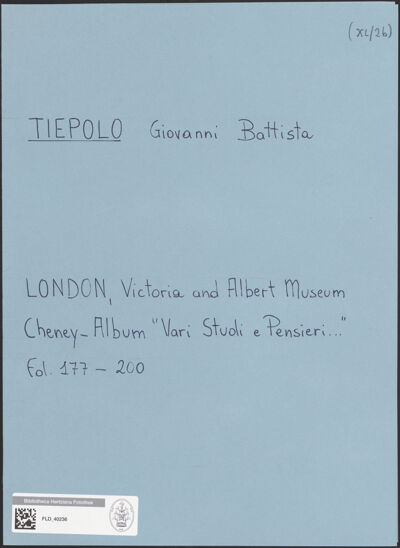 (XL/26)
TIEPOLO Giovanni Battista
LONDON, Victoria and Albert Museum
Cheney-Album "Vari Studi e Pensieri..."
Fol. 177 - 200
Bibliotheca Hertziana Fotothek
FLD_40236